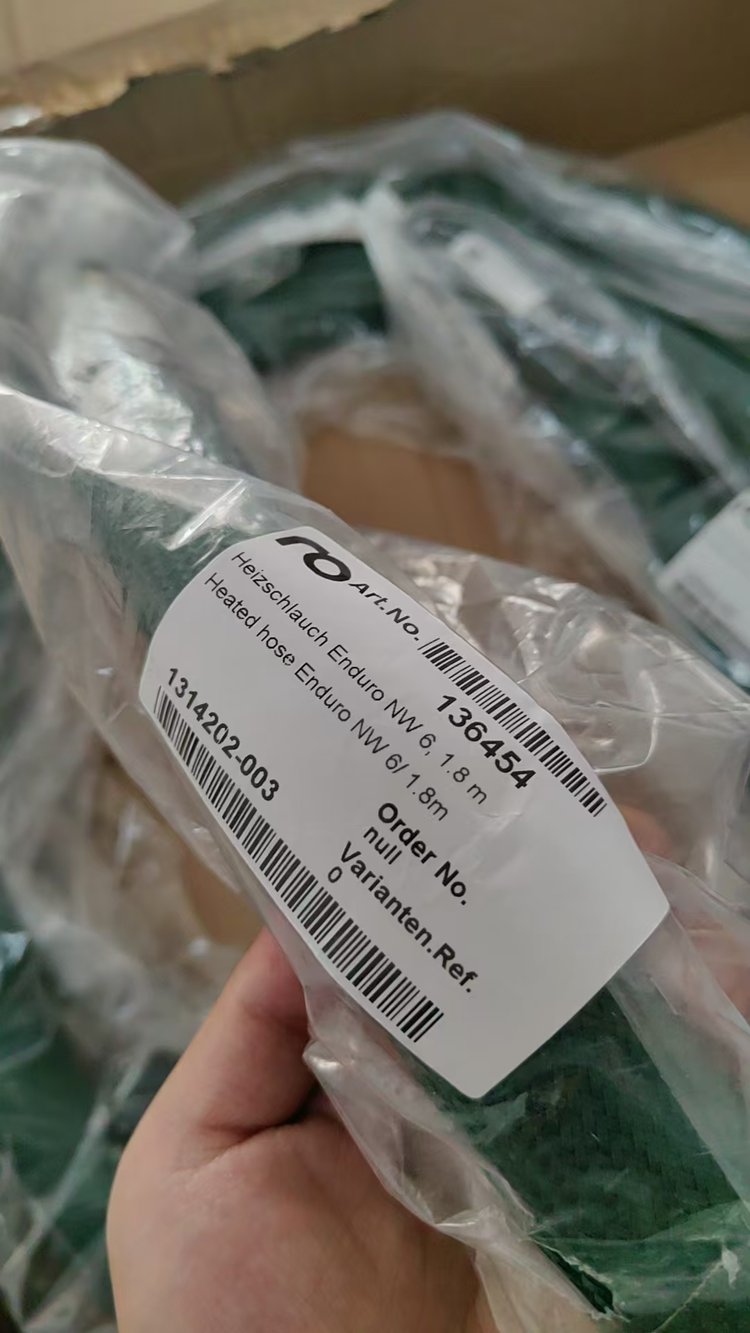 ro Art.No.
136454
Heizschlauch Enduro NW 6, 1.8 m
Heated hose Enduro NW 6/ 1.8m
1314202-003
Order No.
null
Varianten.Ref.
0